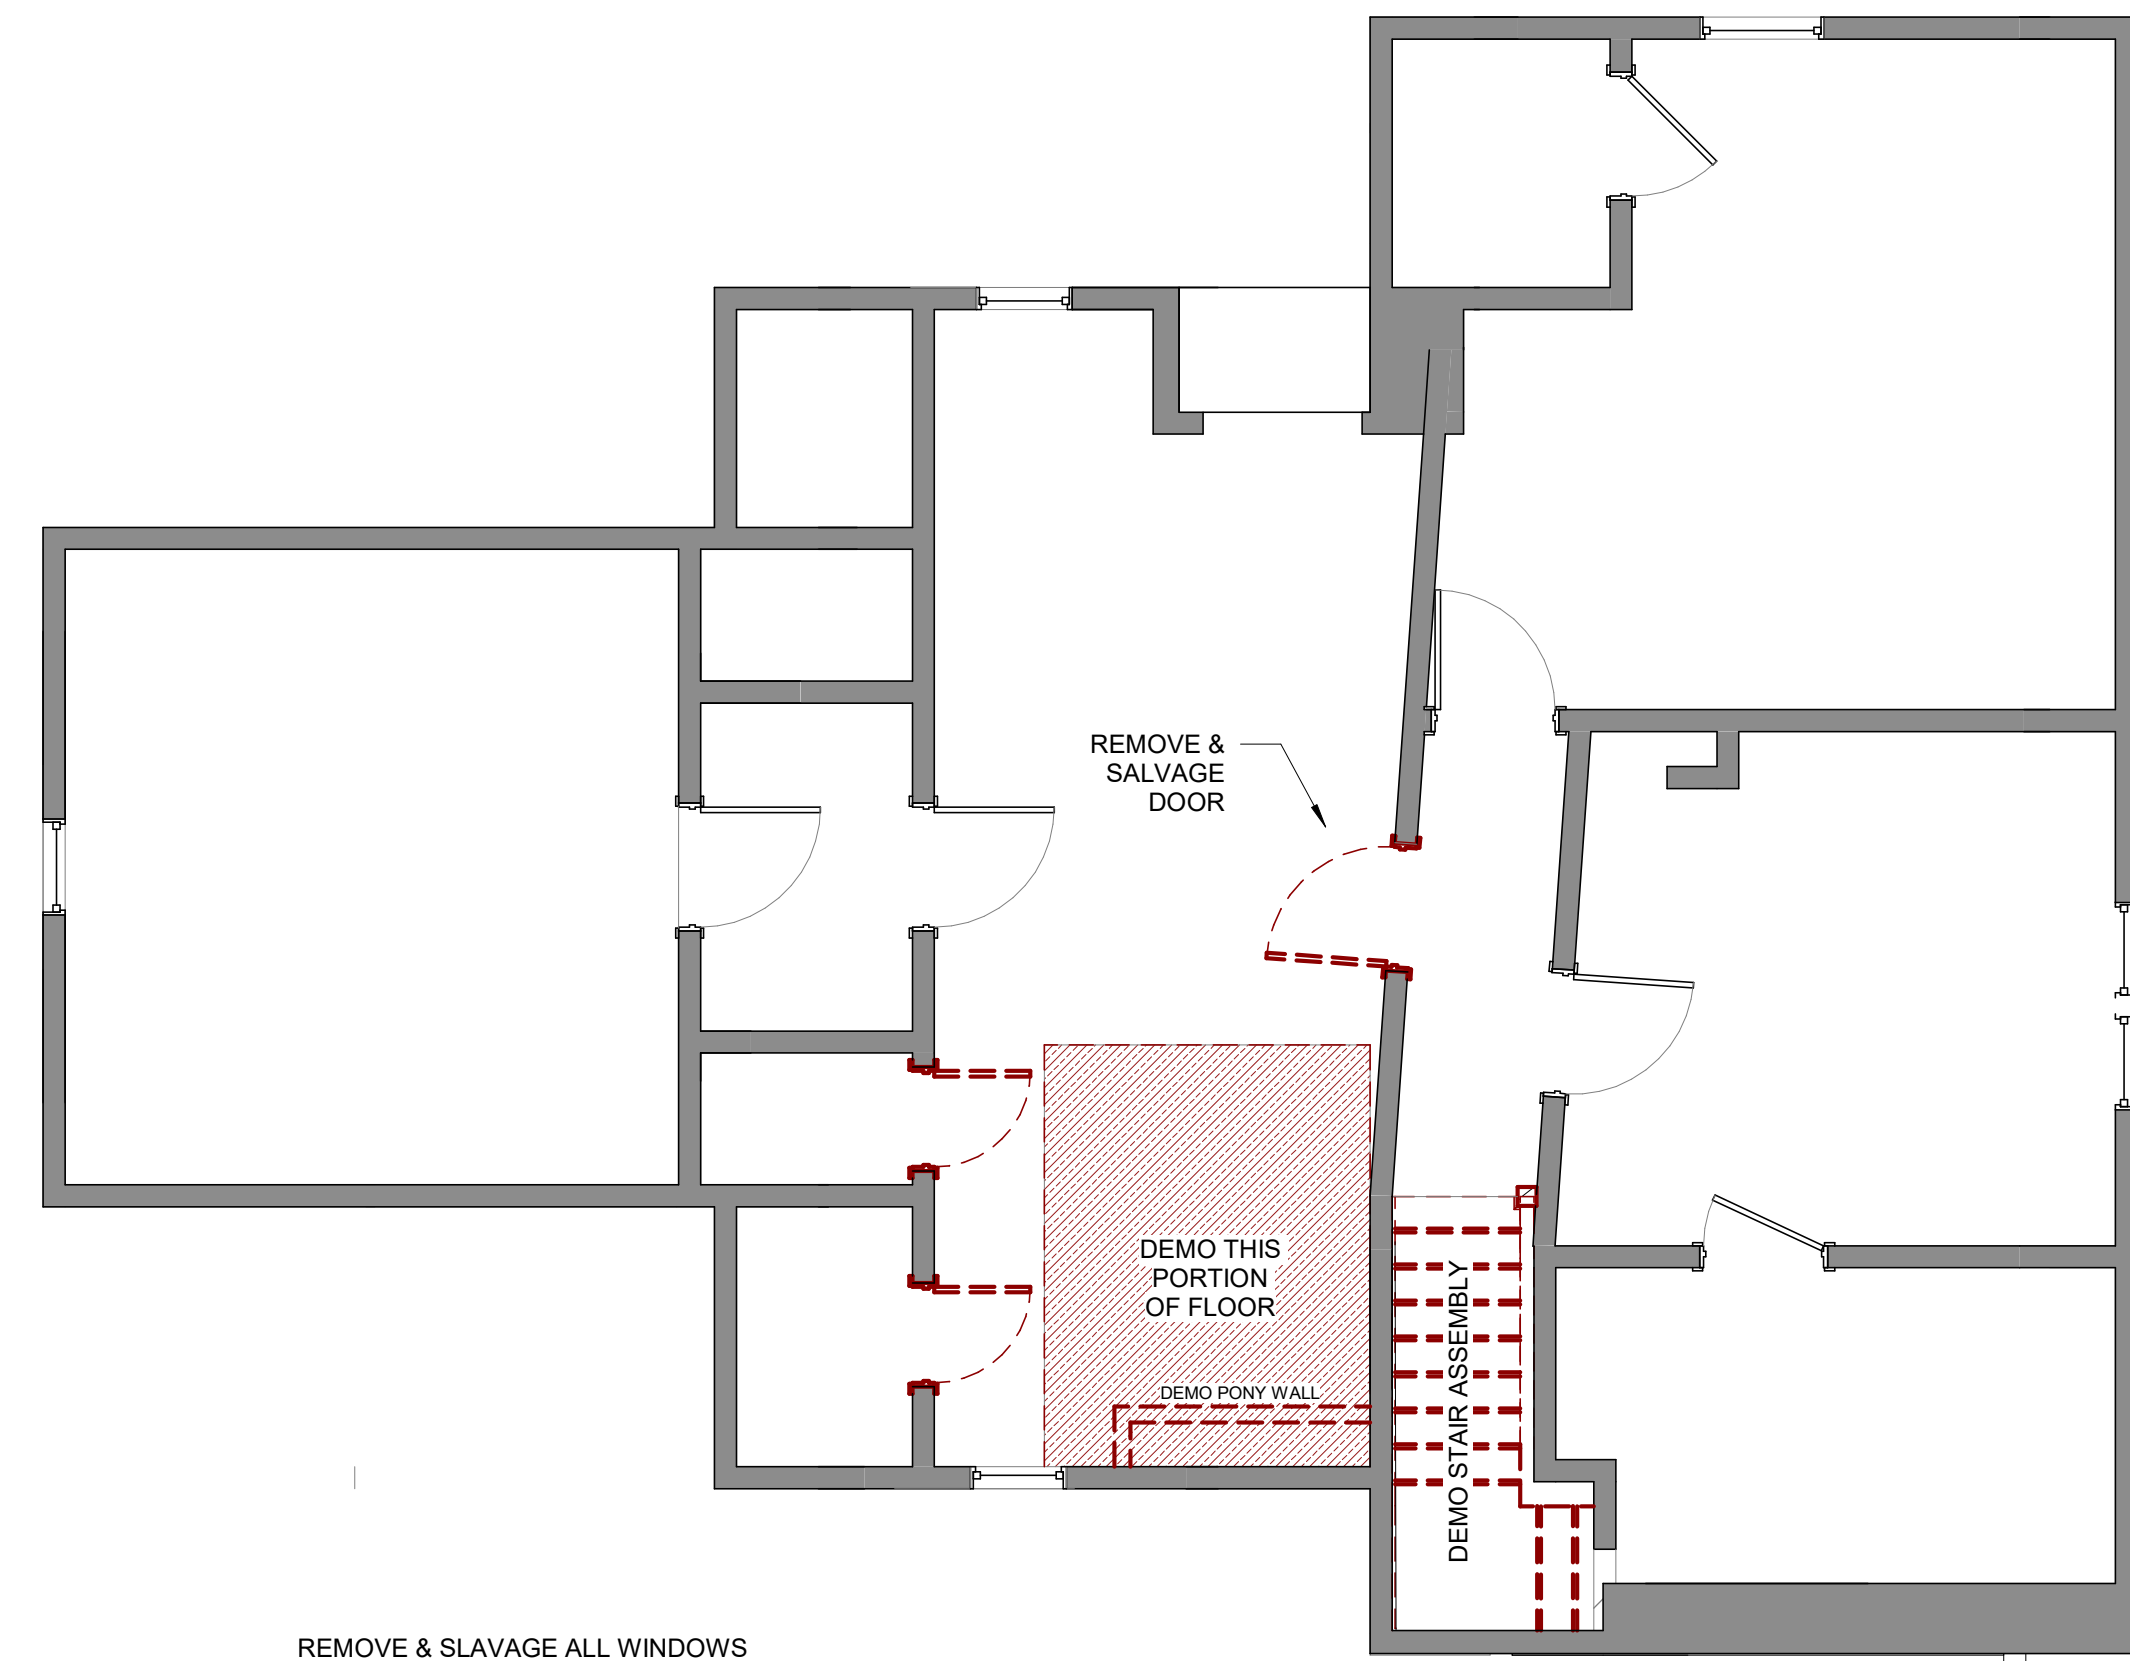 REMOVE &
SALVAGE
DOOR
DEMO THIS
PORTION
OF FLOOR
DEMO PONY WALL
DEMO STAIR ASSEMBLY
REMOVE & SLAVAGE ALL WINDOWS